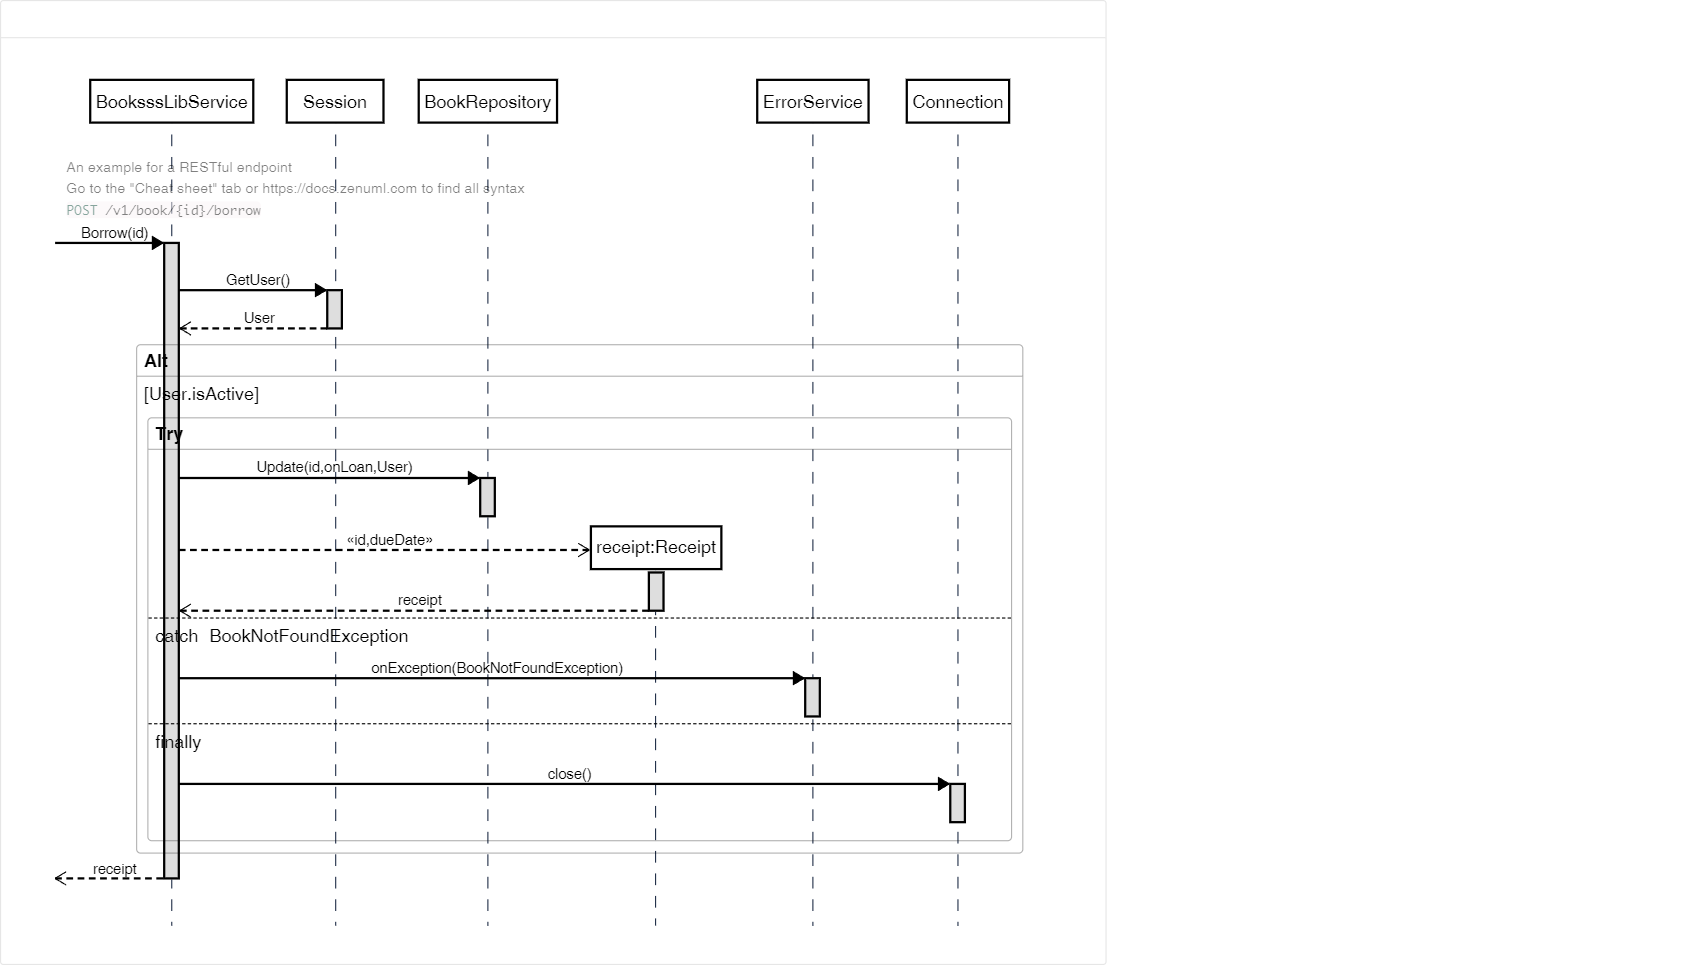 BooksssLibService
Session
BookRepository
ErrorService
Connection
An example for a RESTful endpoint
Go to the "Cheat sheet" tab or https://docs.zenuml.com to find all syntax
POST /v1/book/{id}/borrow
Borrow(id)
GetUser()
User
Alt
[User.isActive]
Try
Update(id,onLoan,User)
«id,dueDate»
receipt:Receipt
receipt
catch BookNotFoundException
onException(BookNotFoundException)
finally
close()
receipt